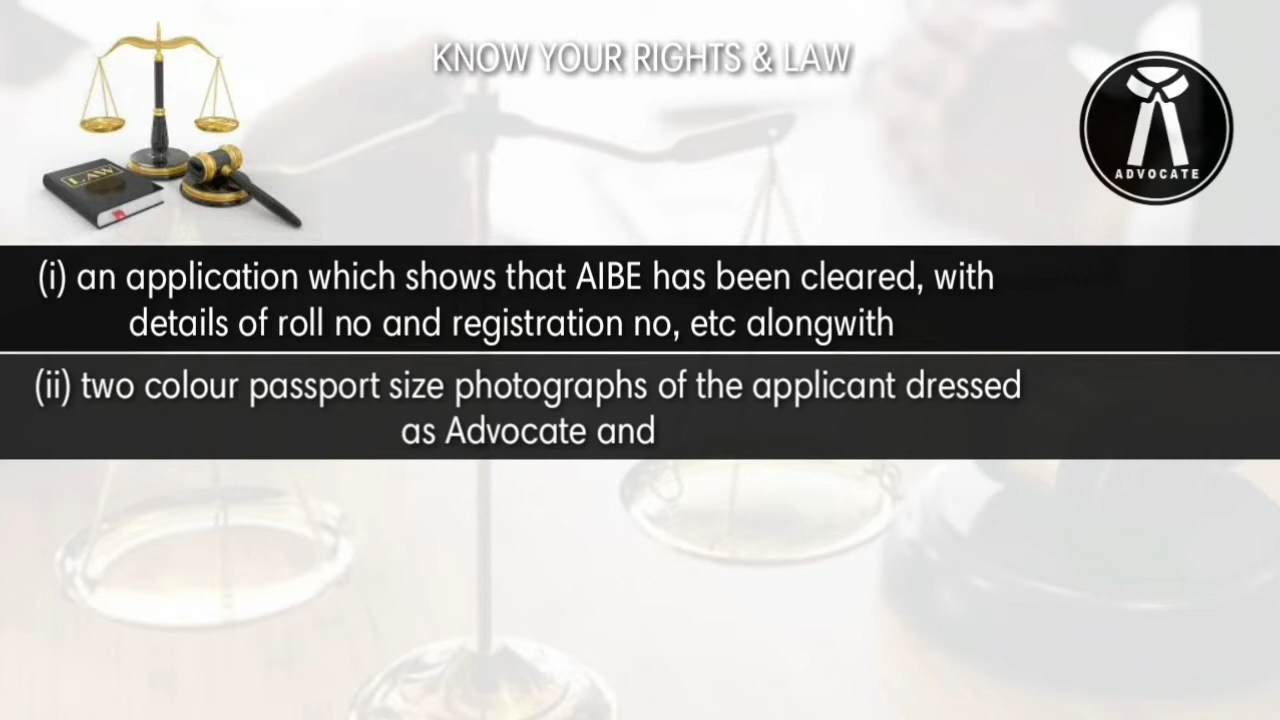 KNOW YOUR RIGHTS & LAW
LAW
ADVOCATE
(i) an application which shows that AIBE has been cleared, with
details of roll no and registration no, etc alongwith
(ii) two colour passport size photographs of the applicant dressed
as Advocate and